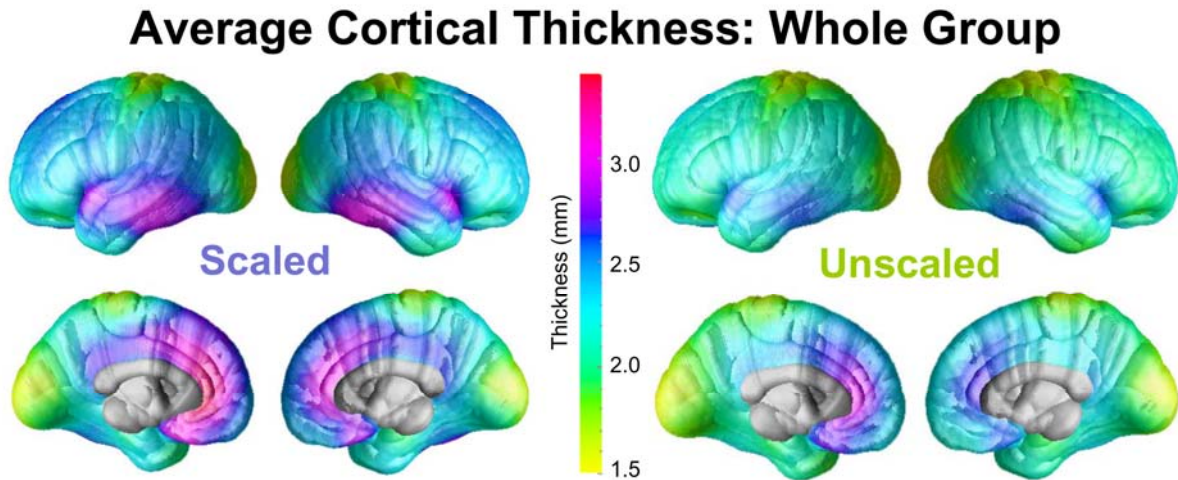 Average Cortical Thickness: Whole Group
Scaled
Thickness (mm)
3.0
2.5
2.0
1.5
Unscaled